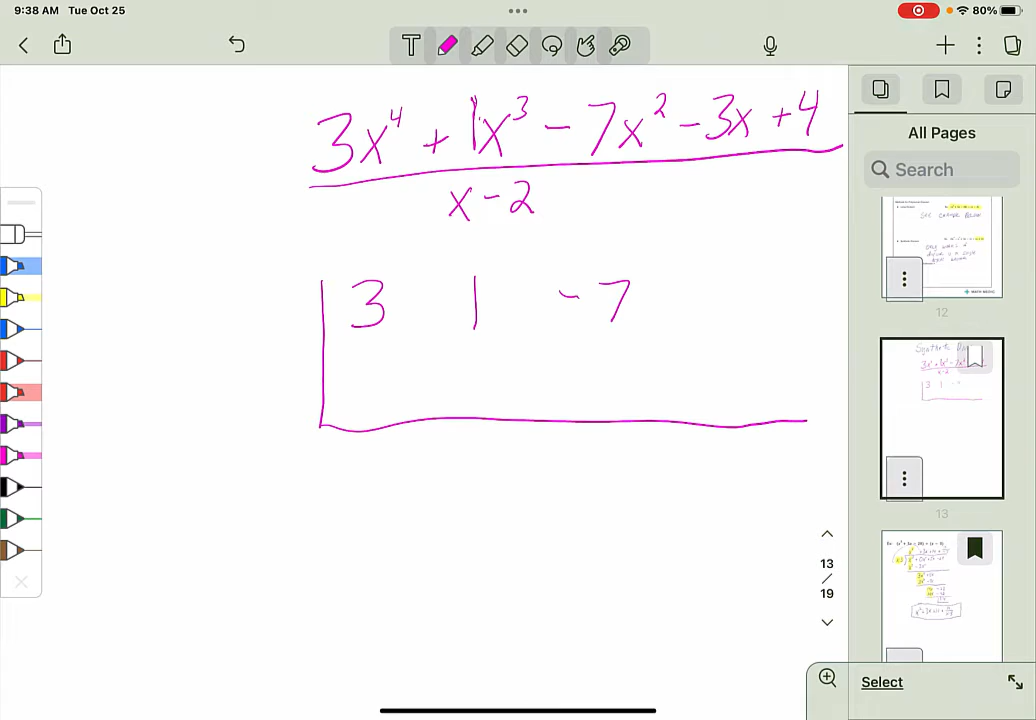 9:38 AM Tue Oct 25
80%
T
All Pages
Search
3x⁴ + 1x³ - 7x² - 3x + 4
x - 2
3 1 - 7
12
13
13
/
19
Select